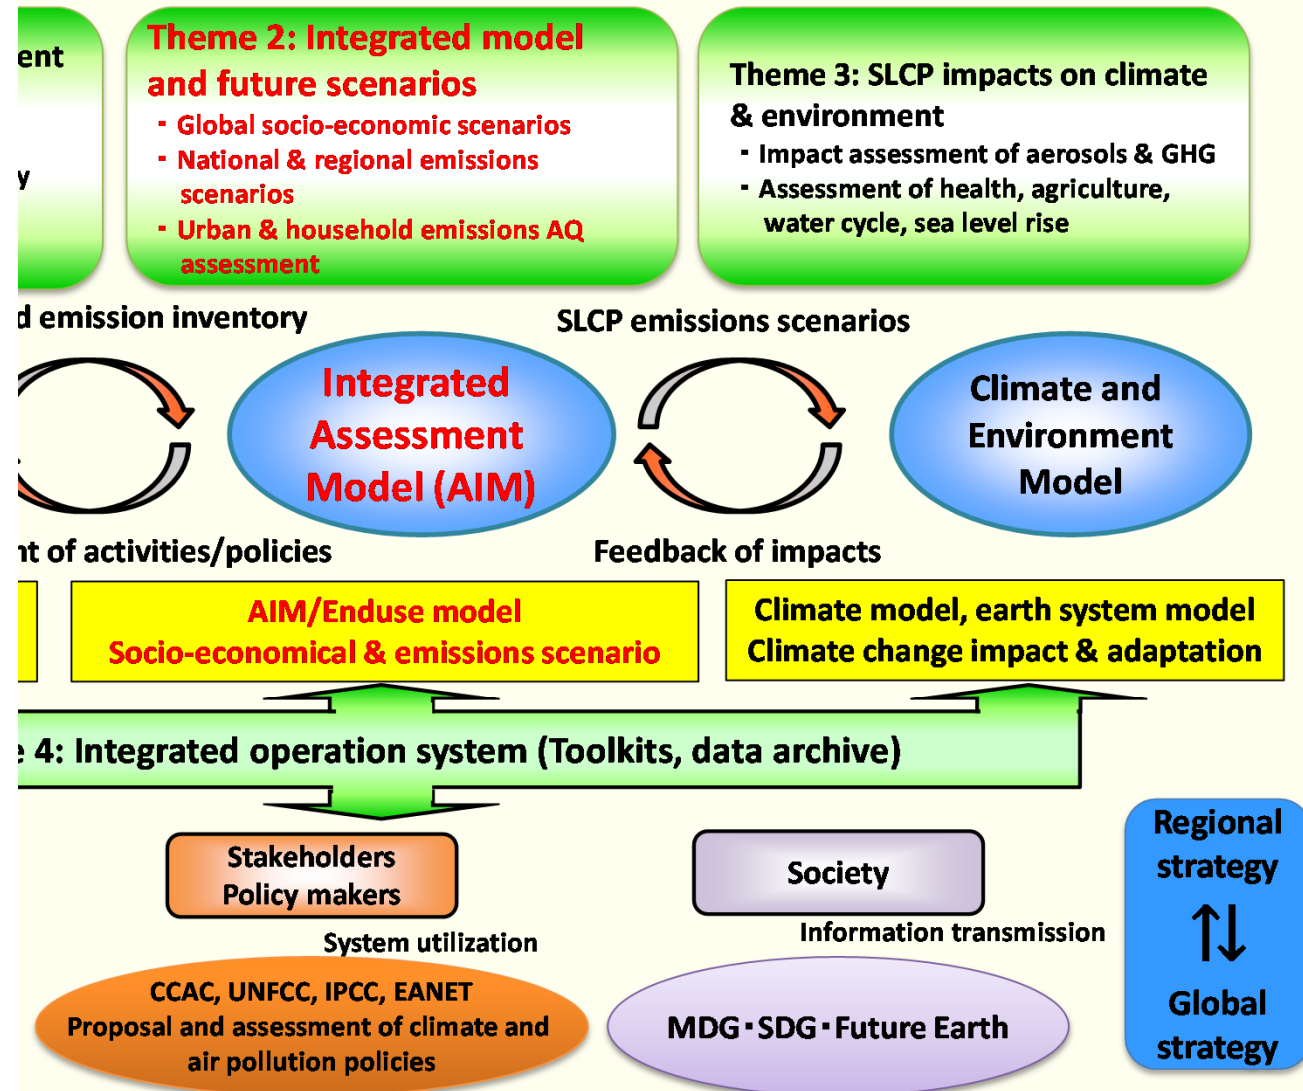 ent
y
Theme 2: Integrated model
and future scenarios
・Global socio-economic scenarios
・National & regional emissions
scenarios
・Urban & household emissions AQ
assessment
Theme 3: SLCP impacts on climate
& environment
・Impact assessment of aerosols & GHG
・Assessment of health, agriculture,
water cycle, sea level rise
d emission inventory
SLCP emissions scenarios
Integrated
Assessment
Model (AIM)
Climate and
Environment
Model
nt of activities/policies
Feedback of impacts
AIM/Enduse model
Socio-economical & emissions scenario
Climate model, earth system model
Climate change impact & adaptation
e 4: Integrated operation system (Toolkits, data archive)
Stakeholders
Policy makers
Society
System utilization
Information transmission
CCAC, UNFCC, IPCC, EANET
Proposal and assessment of climate and
air pollution policies
MDG・SDG・Future Earth
Regional
strategy
Global
strategy